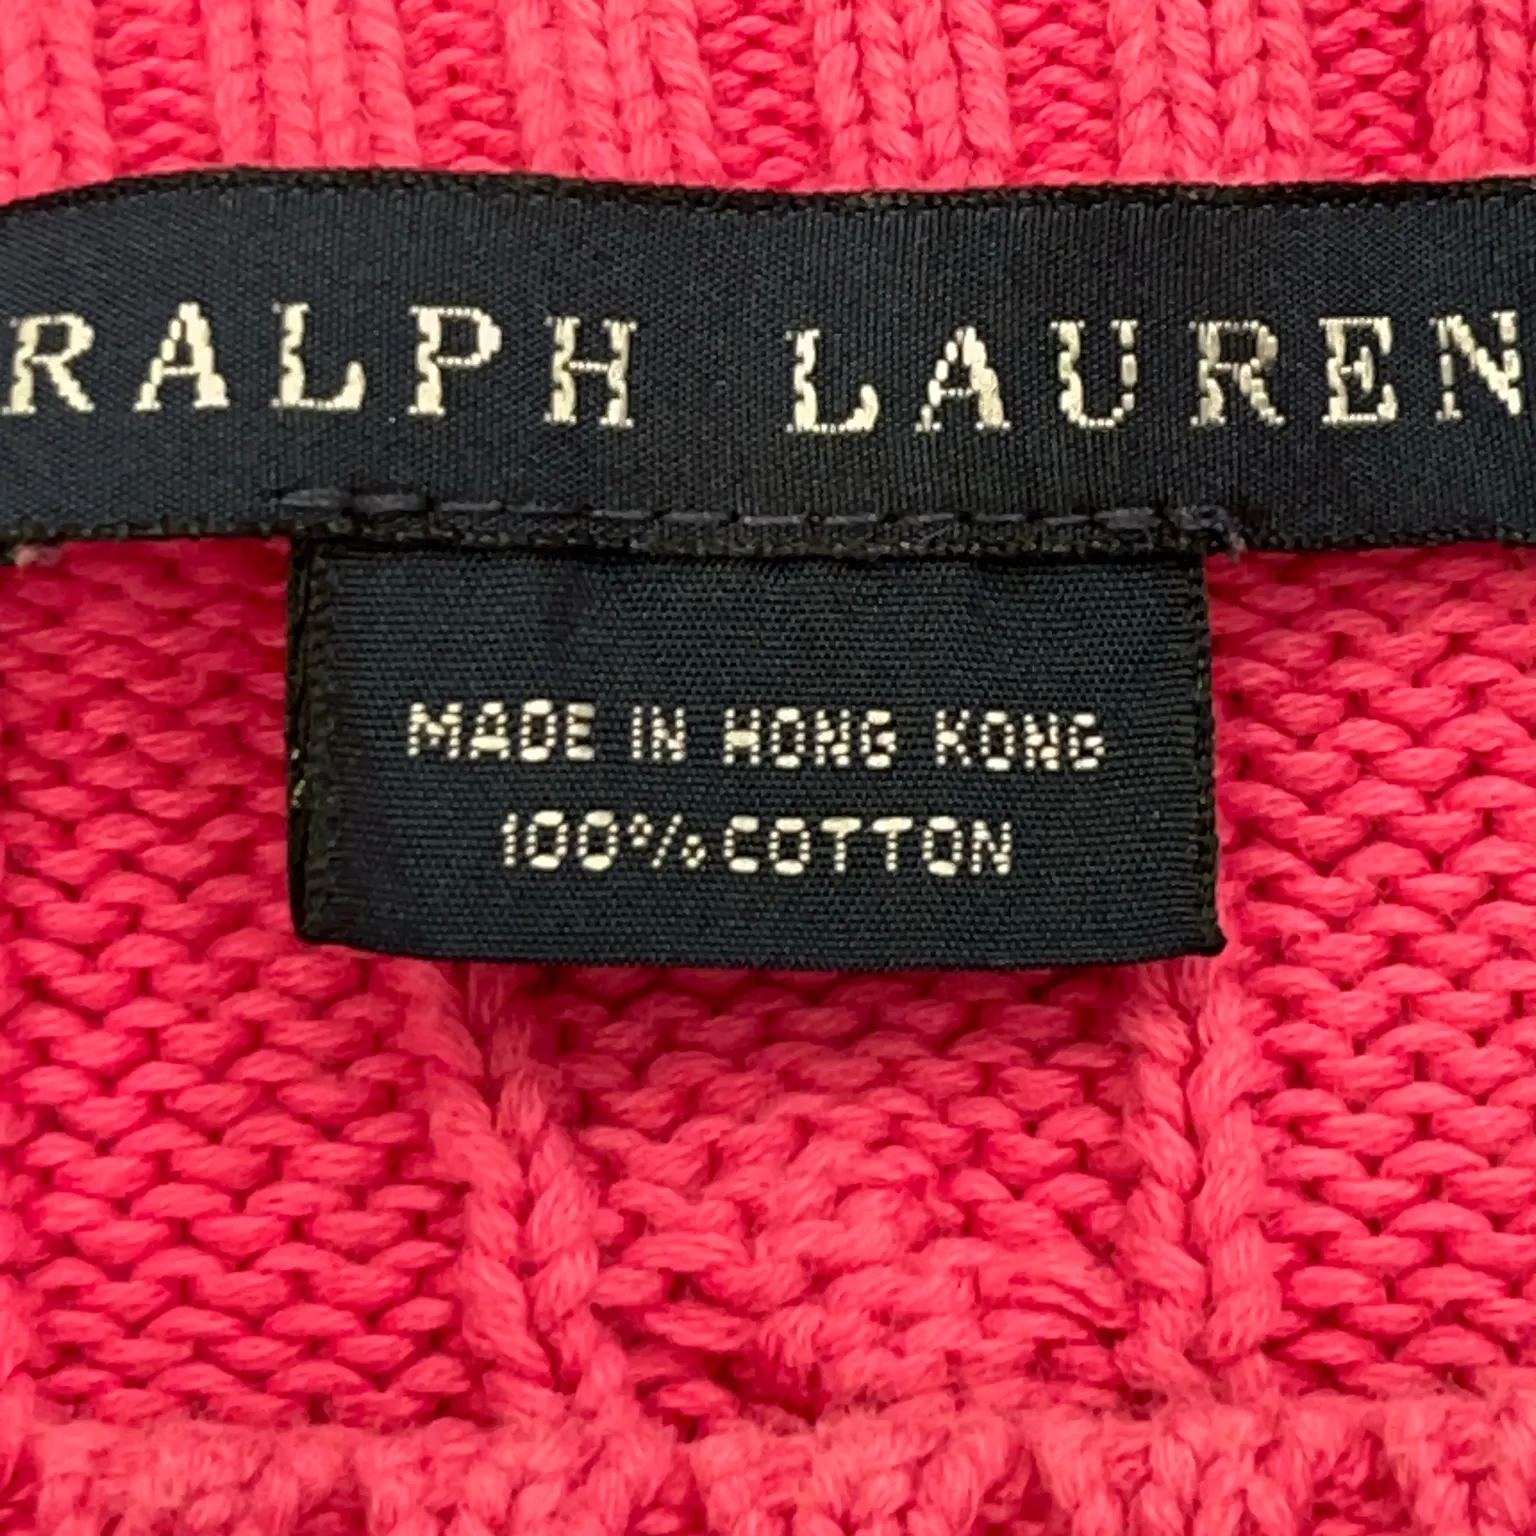 RALPH LAUREN
MADE IN HONG KONG
100% COTTON